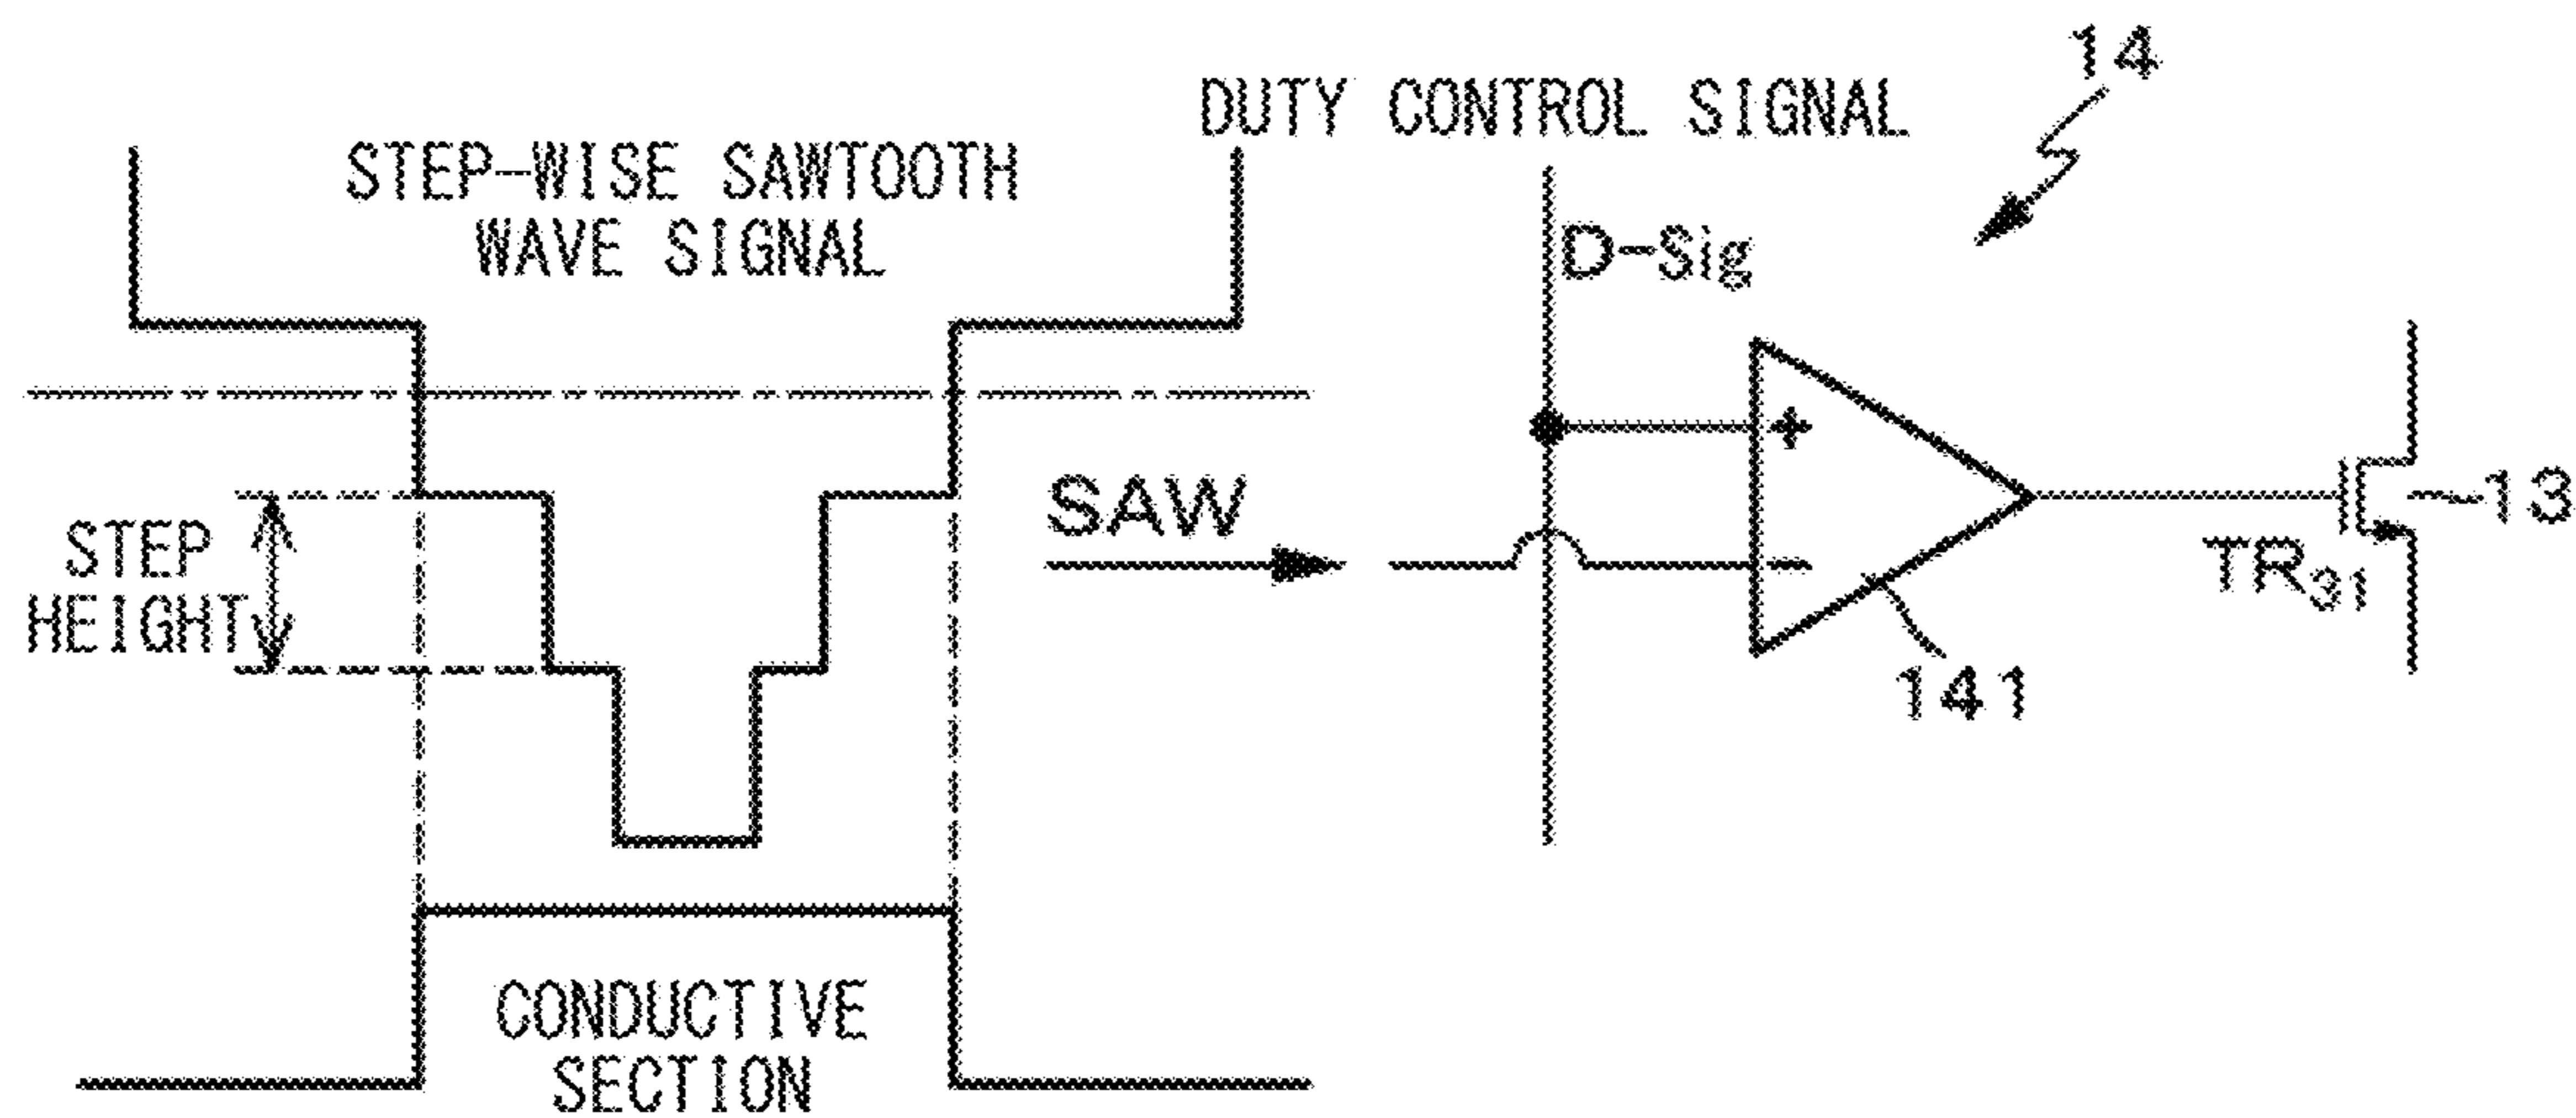 STEP-WISE SAWTOOTH
WAVE SIGNAL
STEP
HEIGHT
CONDUCTIVE
SECTION
DUTY CONTROL SIGNAL
14
D-Sig
SAW
+
−
141
TR31
13